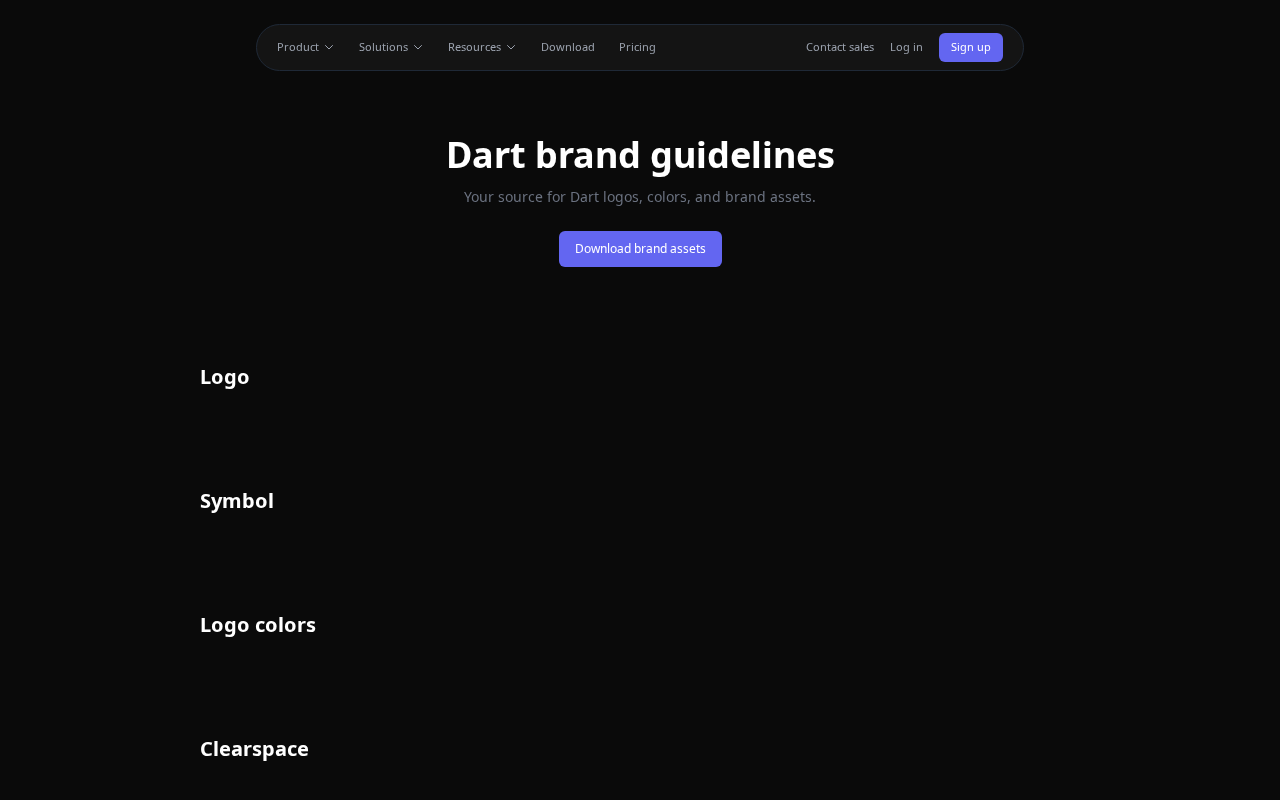 Product Solutions Resources Download Pricing Contact sales Log in Sign up
Dart brand guidelines
Your source for Dart logos, colors, and brand assets.
Download brand assets
Logo
Symbol
Logo colors
Clearspace